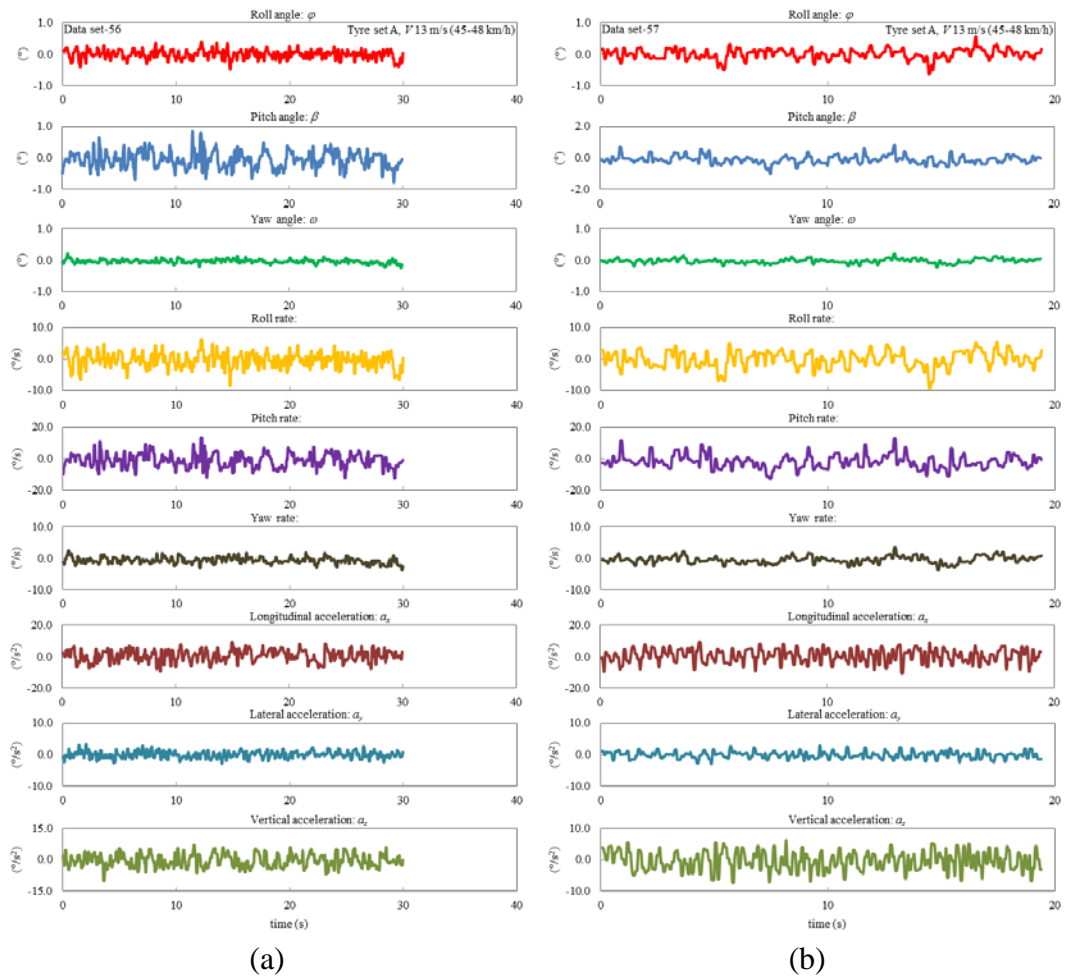 Roll angle: φ
Data set-56 Tyre set A, V 13 m/s (45-48 km/h)
1.0
0.0
-1.0
(°)
0 10 20 30 40
Pitch angle: β
1.0
0.0
-1.0
(°)
0 10 20 30 40
Yaw angle: ω
1.0
0.0
-1.0
(°)
0 10 20 30 40
Roll rate:
10.0
0.0
-10.0
(°/s)
0 10 20 30 40
Pitch rate:
20.0
0.0
-20.0
(°/s)
0 10 20 30 40
Yaw rate:
10.0
0.0
-10.0
(°/s)
0 10 20 30 40
Longitudinal acceleration: aₓ
20.0
0.0
-20.0
(°/s²)
0 10 20 30 40
Lateral acceleration: a_y
10.0
0.0
-10.0
(°/s²)
0 10 20 30 40
Vertical acceleration: a_z
15.0
0.0
-15.0
(°/s²)
0 10 20 30 40
time (s)
(a)
Roll angle: φ
Data set-57 Tyre set A, V 13 m/s (45-48 km/h)
1.0
0.0
-1.0
(°)
0 10 20
Pitch angle: β
2.0
0.0
-2.0
(°)
0 10 20
Yaw angle: ω
1.0
0.0
-1.0
(°)
0 10 20
Roll rate:
10.0
0.0
-10.0
(°/s)
0 10 20
Pitch rate:
20.0
0.0
-20.0
(°/s)
0 10 20
Yaw rate:
10.0
0.0
-10.0
(°/s)
0 10 20
Longitudinal acceleration: aₓ
20.0
0.0
-20.0
(°/s²)
0 10 20
Lateral acceleration: a_y
10.0
0.0
-10.0
(°/s²)
0 10 20
Vertical acceleration: a_z
10.0
0.0
-10.0
(°/s²)
0 10 20
time (s)
(b)